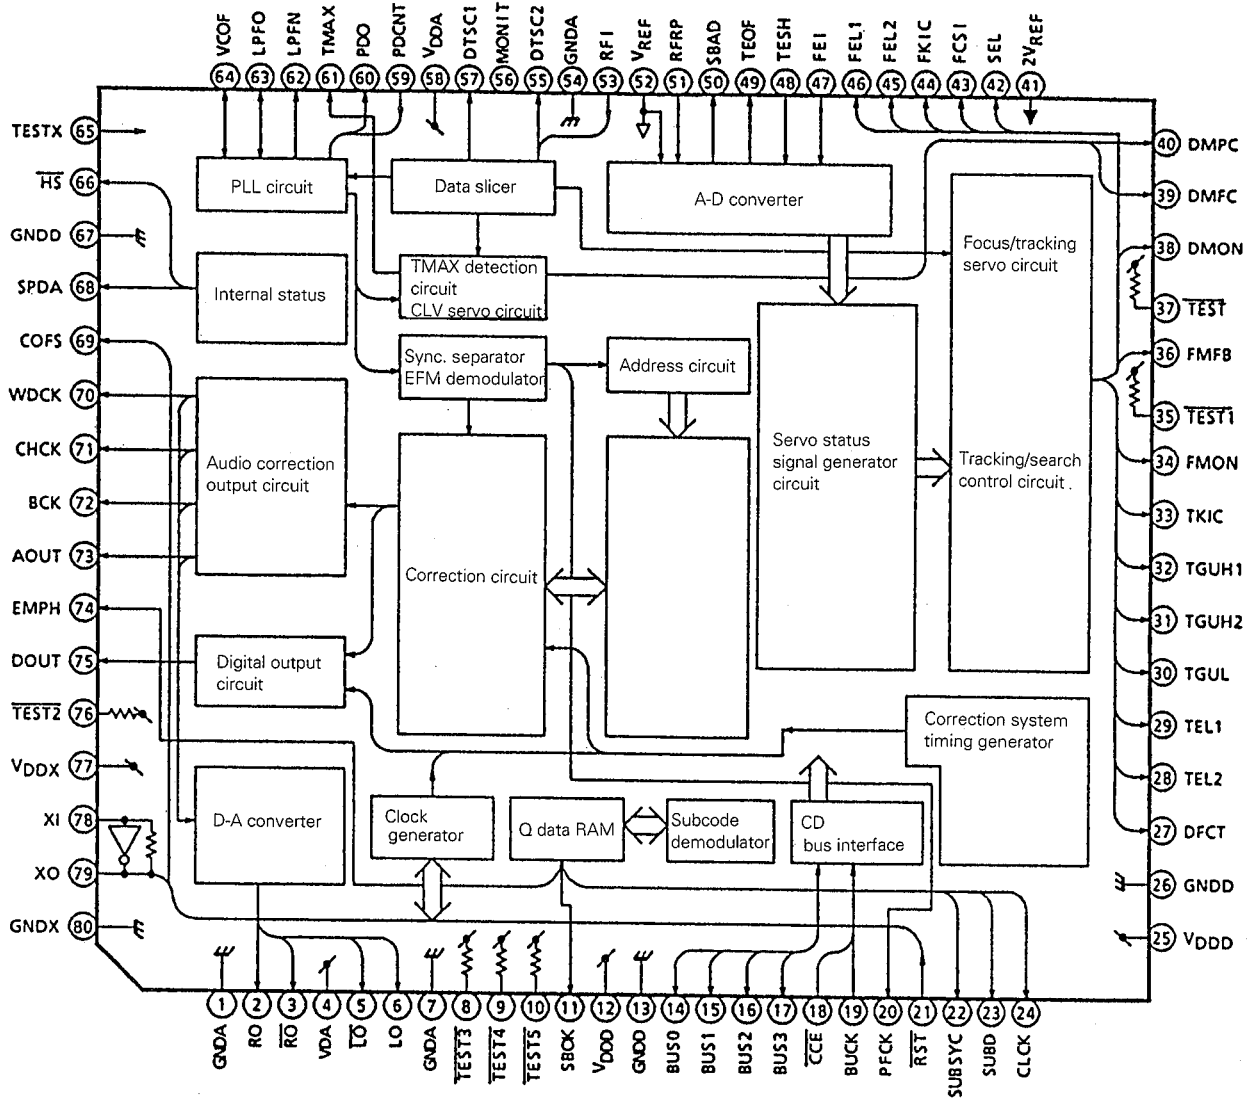 VCOF
LPFO
LPFN
TMAX
PDO
PDCNT
VDDA
DTSC1
MONIT
DTSC2
GNDA
RFI
VREF
RFRP
SBAD
TEOF
TESH
FEI
FEL1
FEL2
FKIC
FCSI
SEL
2VREF
64
63
62
61
60
59
58
57
56
55
54
53
52
51
50
49
48
47
46
45
44
43
42
41
TESTX 65
HS 66
GNDD 67
SPDA 68
COFS 69
WDCK 70
CHCK 71
BCK 72
AOUT 73
EMPH 74
DOUT 75
TEST2 76
VDDX 77
XI 78
XO 79
GNDX 80
PLL circuit
Data slicer
A-D converter
Internal status
TMAX detection
circuit
CLV servo circuit
Focus/tracking
servo circuit
Sync. separator
EFM demodulator
Address circuit
Audio correction
output circuit
Servo status
signal generator
circuit
Tracking/search
control circuit .
Correction circuit
Digital output
circuit
Correction system
timing generator
D-A converter
Clock
generator
Q data RAM
Subcode
demodulator
CD
bus interface
40 DMPC
39 DMFC
38 DMON
37 TEST
36 FMFB
35 TEST1
34 FMON
33 TKIC
32 TGUH1
31 TGUH2
30 TGUL
29 TEL1
28 TEL2
27 DFCT
26 GNDD
25 VDDD
1
2
3
4
5
6
7
8
9
10
11
12
13
14
15
16
17
18
19
20
21
22
23
24
GNDA
RO
RO
VDA
LO
LO
GNDA
TEST3
TEST4
TEST5
SBOK
VDDD
GNDD
BUS0
BUS1
BUS2
BUS3
CCE
BUCK
PFCK
RST
SUBSYC
SUBD
CLCK